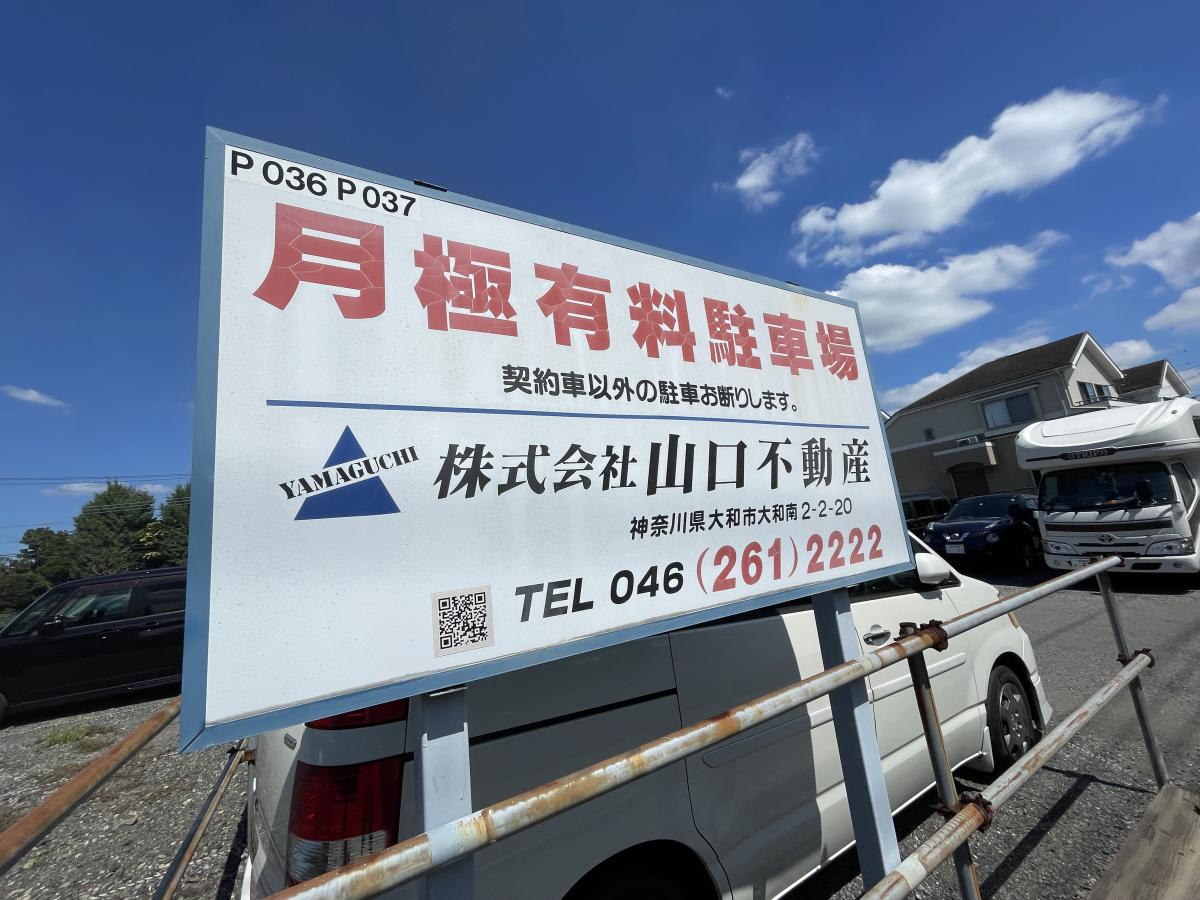 P 036 P 037
月極有料駐車場
契約車以外の駐車お断りします。
YAMAGUCHI
株式会社 山口不動産
神奈川県大和市大和南2-2-20
TEL 046 (261) 2222